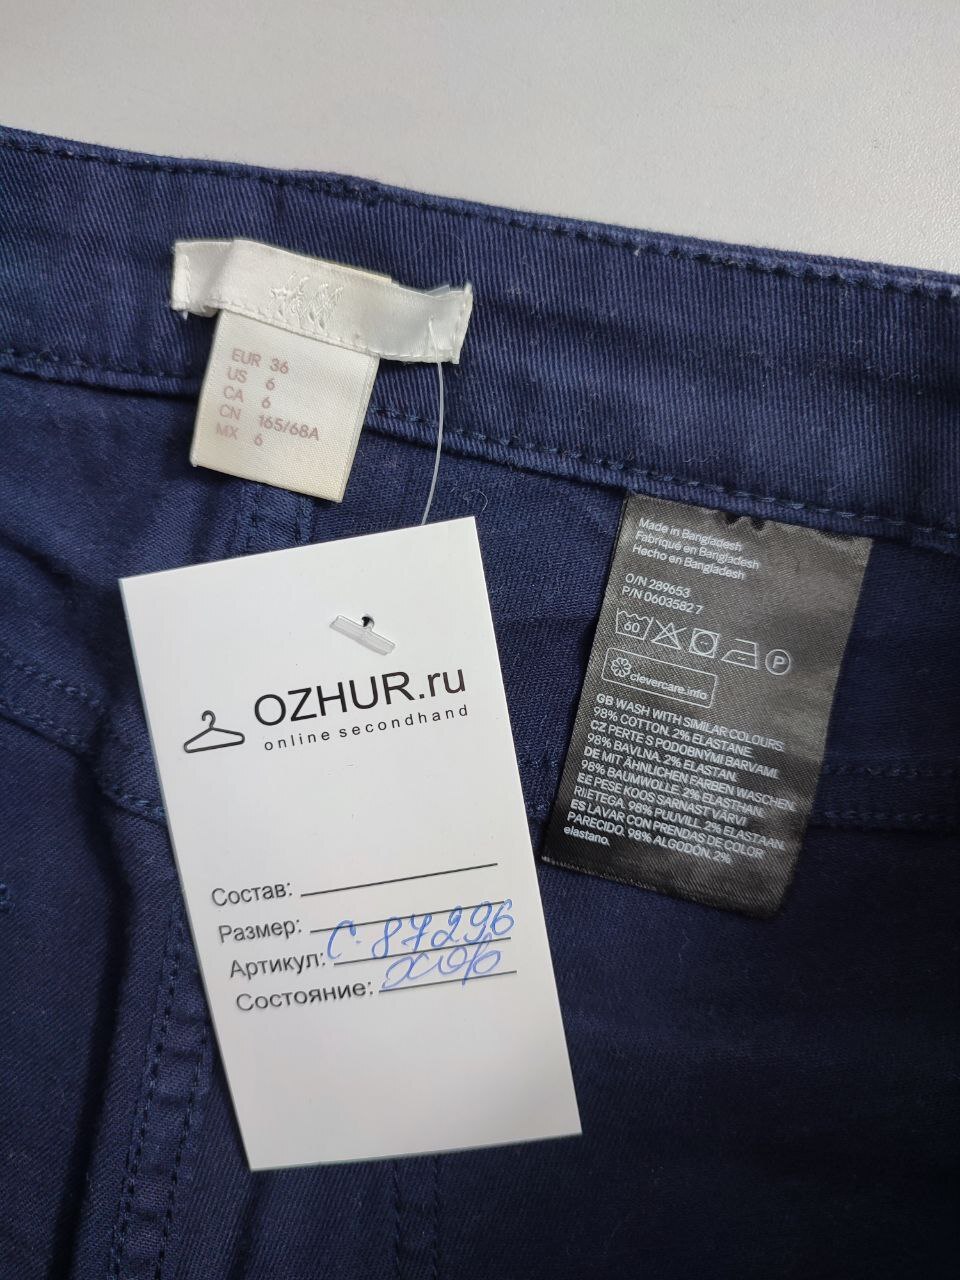 H&M
EUR 36
US 6
CA 6
CN 165/68A
MX 6
Made in Bangladesh
Fabriqué en Bangladesh
Hecho en Bangladesh
O/N 289653
P/N 0603582 7
60
P
clevercare.info
GB WASH WITH SIMILAR COLOURS.
98% COTTON. 2% ELASTANE.
CZ PERTE S PODOBNÝMI BARVAMI.
98% BAVLNA. 2% ELASTAN.
DE MIT ÄHNLICHEN FARBEN WASCHEN.
98% BAUMWOLLE. 2% ELASTHAN.
EE PESE KOOS SARNAST VÄRVI
RIIETEGA. 98% PUUVILL. 2% ELASTAAN.
ES LAVAR CON PRENDAS DE COLOR
PARECIDO. 98% ALGODÓN. 2%
elastano.
OZHUR.ru
online secondhand
Состав:
Размер:
Артикул: С-87296
Состояние: хор